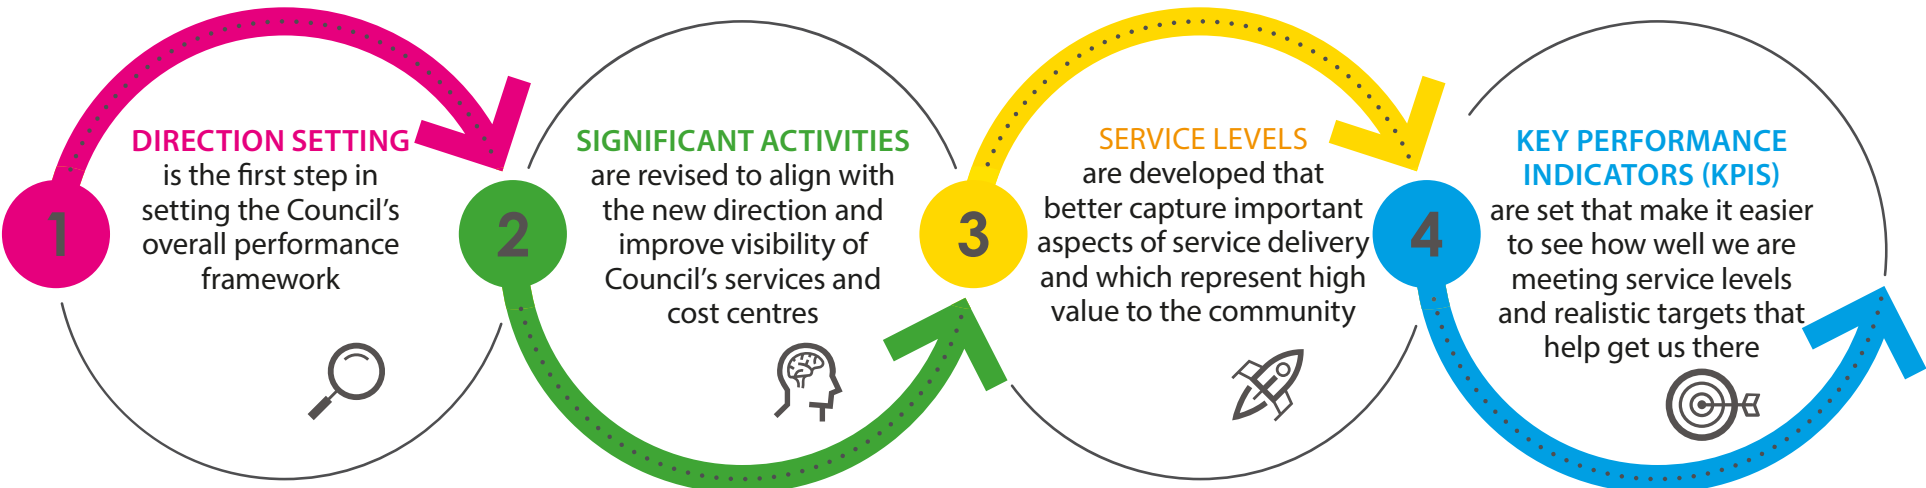 1
DIRECTION SETTING
is the first step in
setting the Council’s
overall performance
framework
2
SIGNIFICANT ACTIVITIES
are revised to align with
the new direction and
improve visibility of
Council’s services and
cost centres
3
SERVICE LEVELS
are developed that
better capture important
aspects of service delivery
and which represent high
value to the community
4
KEY PERFORMANCE
INDICATORS (KPIS)
are set that make it easier
to see how well we are
meeting service levels
and realistic targets that
help get us there